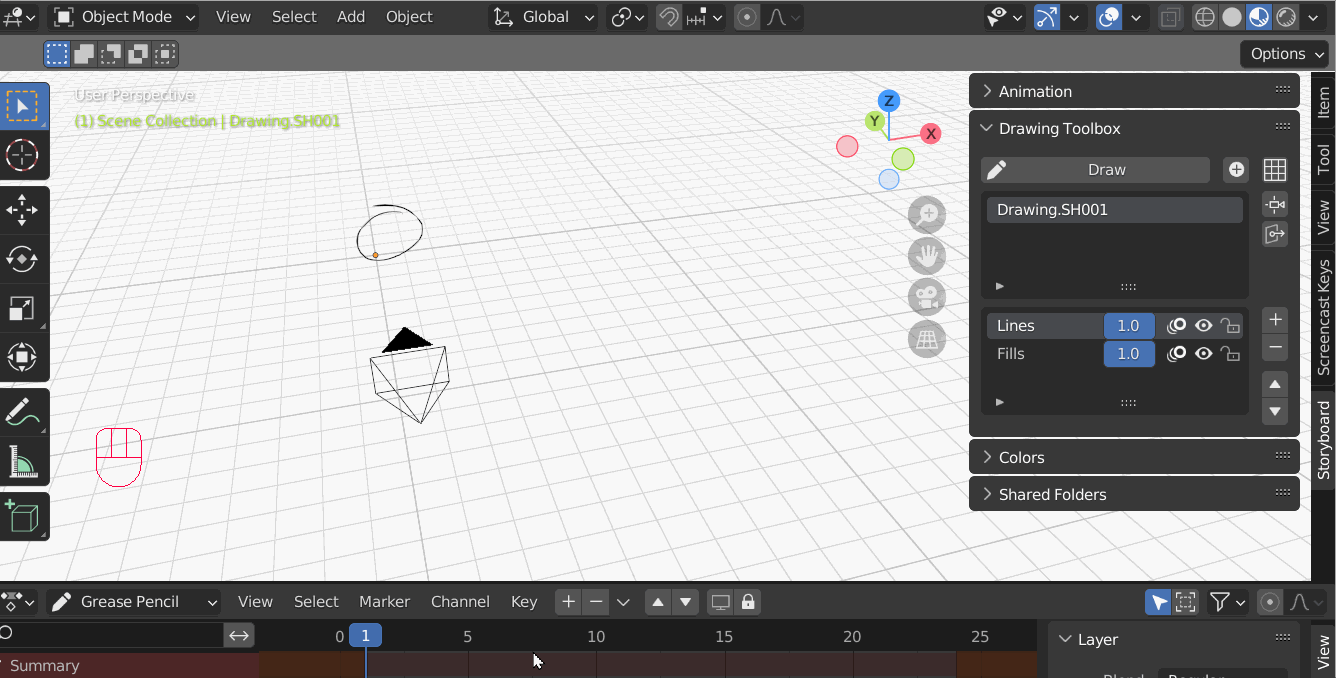 Object Mode View Select Add Object Global
Options
User Perspective
(1) Scene Collection | Drawing.SH001
Z
Y
X
Animation
Drawing Toolbox
Draw
Drawing.SH001
Lines 1.0
Fills 1.0
Colors
Shared Folders
Item
Tool
View
Screencast Keys
Storyboard
Grease Pencil View Select Marker Channel Key
0 1 5 10 15 20 25
Summary
Layer
View